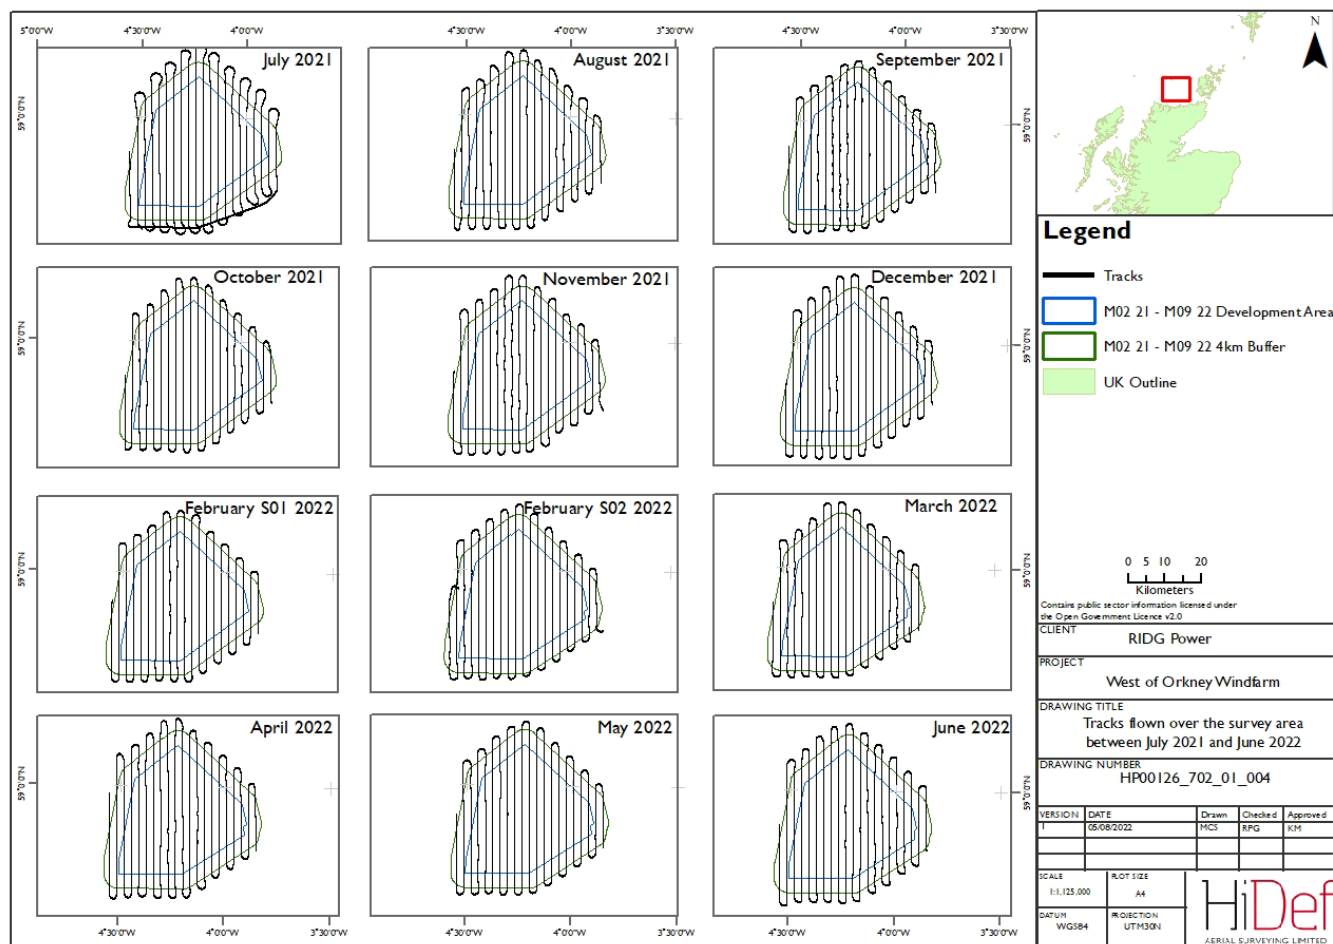 5°0'0"W 4°30'0"W 4°0'0"W 4°30'0"W 4°0'0"W 3°30'0"W 4°30'0"W 4°0'0"W 3°30'0"W
July 2021
August 2021
September 2021
59°0'0"N
59°0'0"N
October 2021
November 2021
December 2021
59°0'0"N
59°0'0"N
February S01 2022
February S02 2022
March 2022
59°0'0"N
59°0'0"N
April 2022
May 2022
June 2022
59°0'0"N
59°0'0"N
4°30'0"W 4°0'0"W 3°30'0"W 4°30'0"W 4°0'0"W 3°30'0"W 4°30'0"W 4°0'0"W 3°30'0"W
N
Legend
Tracks
M02 21 - M09 22 Development Area
M02 21 - M09 22 4km Buffer
UK Outline
0 5 10 20
Kilometers
Contains public sector information licensed under
the Open Government Licence v2.0
CLIENT
RIDG Power
PROJECT
West of Orkney Windfarm
DRAWING TITLE
Tracks flown over the survey area
between July 2021 and June 2022
DRAWING NUMBER
HP00126_702_01_004
VERSION DATE Drawn Checked Approved
1 05/08/2022 MCS RPG KM
SCALE PLOT SIZE
1:1,125,000 A4
DATUM PROJECTION
WGS84 UTM30N
HiDef
AERIAL SURVEYING LIMITED